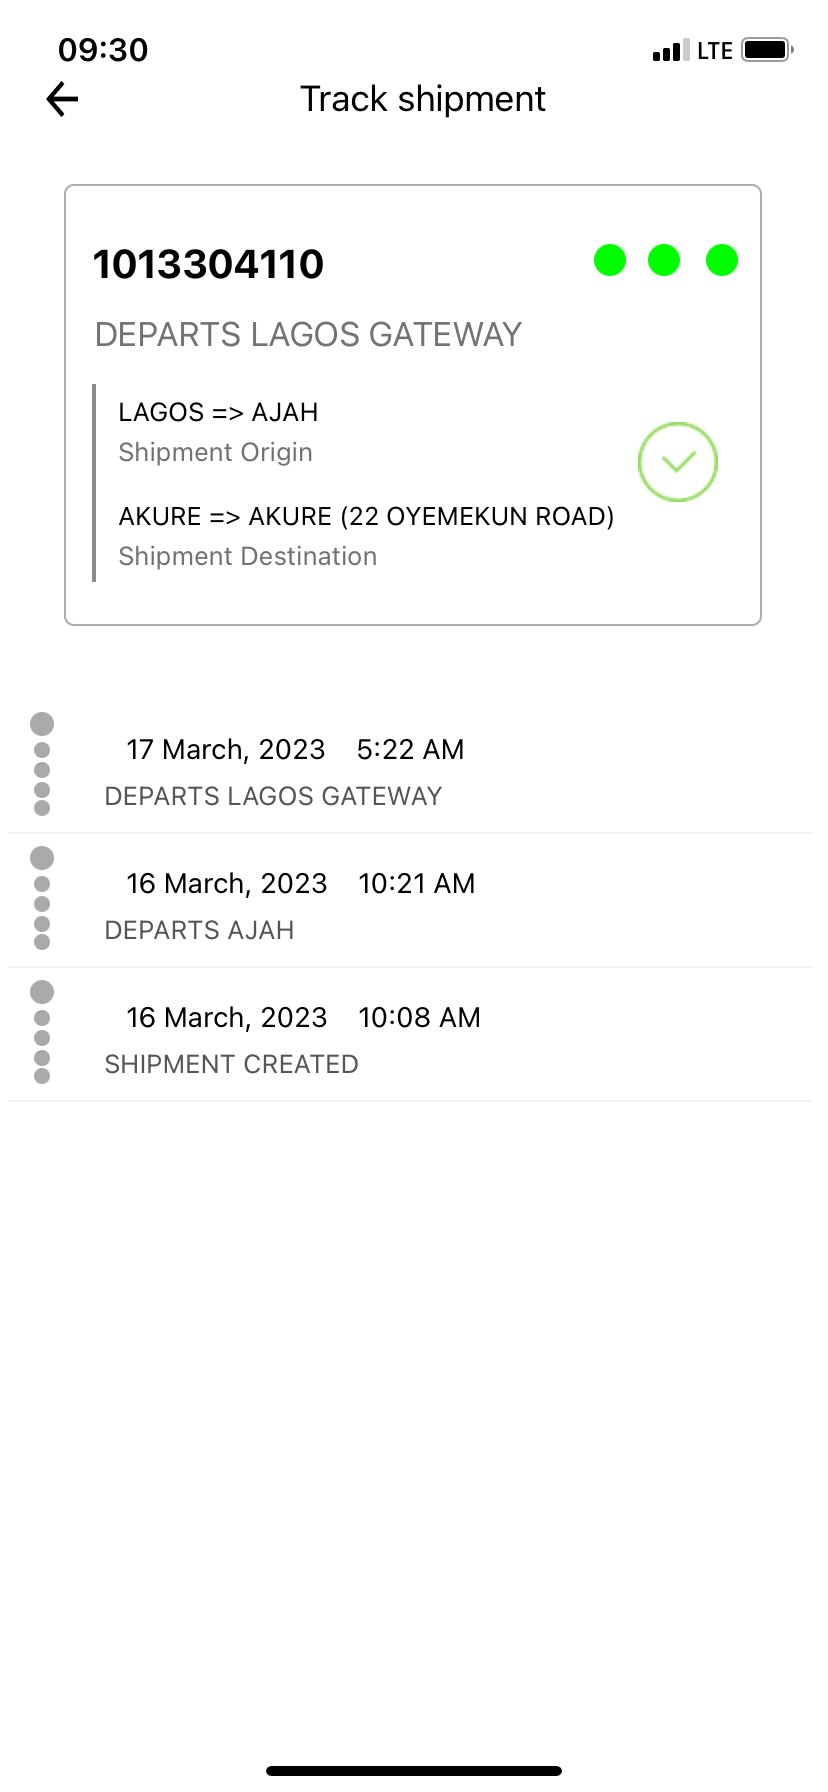 09:30 LTE
Track shipment
1013304110
DEPARTS LAGOS GATEWAY
LAGOS => AJAH
Shipment Origin
AKURE => AKURE (22 OYEMEKUN ROAD)
Shipment Destination
17 March, 2023 5:22 AM
DEPARTS LAGOS GATEWAY
16 March, 2023 10:21 AM
DEPARTS AJAH
16 March, 2023 10:08 AM
SHIPMENT CREATED